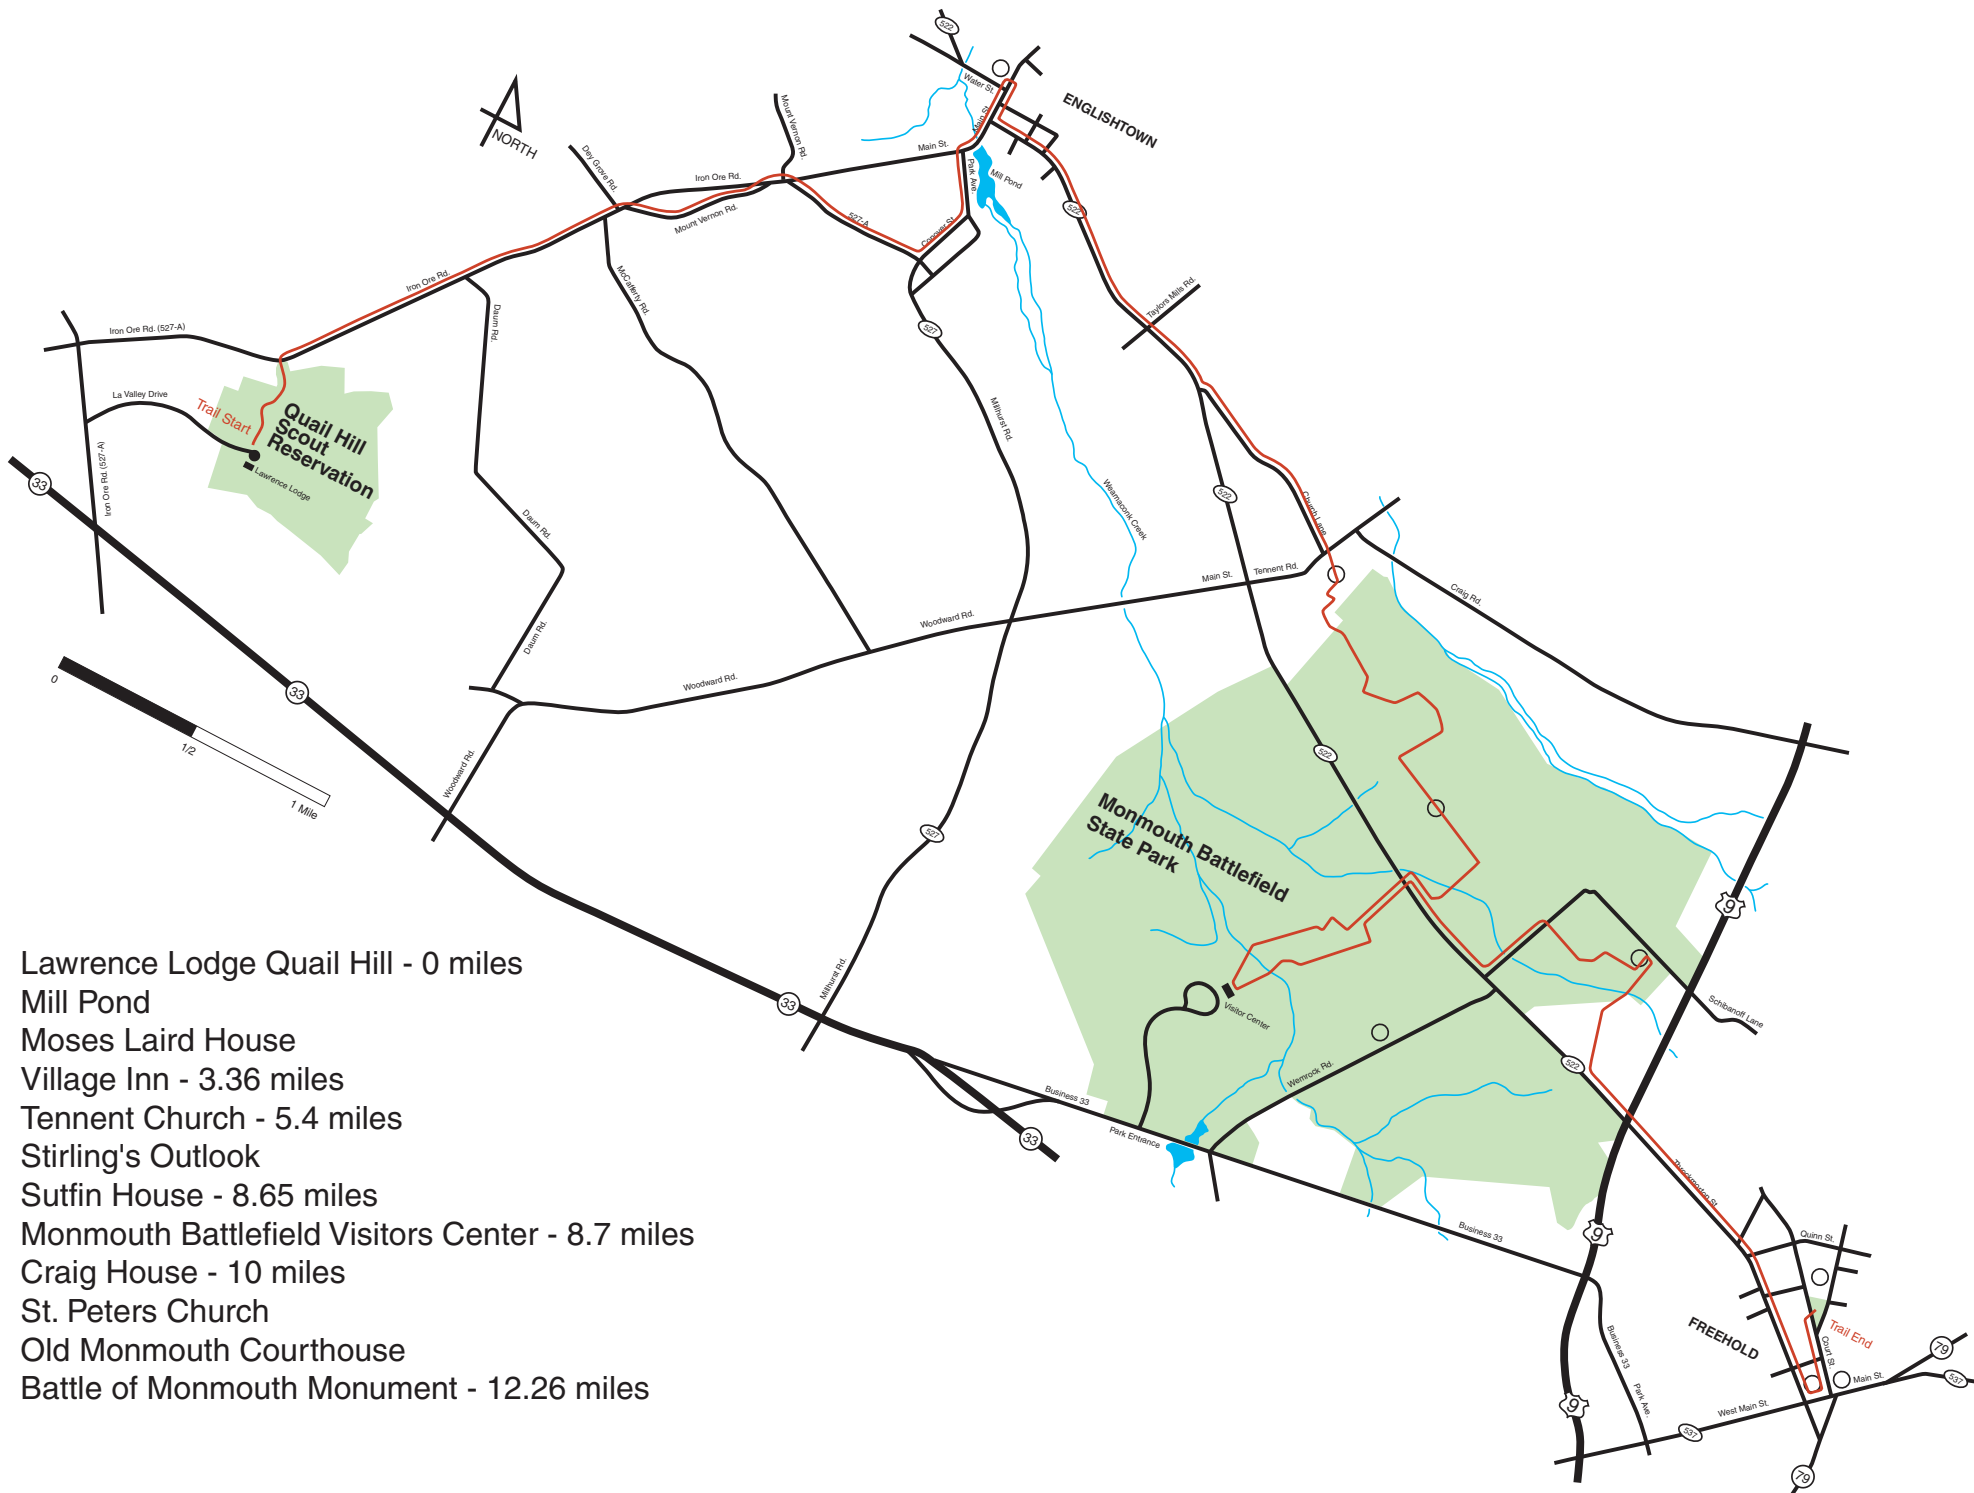 522
Water St.
ENGLISHTOWN
Main St.
NORTH
Mount Vernon Rd.
Main St.
Dey Grove Rd.
Iron Ore Rd.
Park Ave.
Mill Pond
Mount Vernon Rd.
527-A
Conover St.
522
Iron Ore Rd.
McCafferty Rd.
Taylors Mills Rd.
Iron Ore Rd. (527-A)
Daum Rd.
527
La Valley Drive
Trail Start
Quail Hill
Scout
Reservation
Lawrence Lodge
Millhurst Rd.
Iron Ore Rd. (527-A)
33
Weamaconk Creek
522
Church Lane
Daum Rd.
Main St.
Tennent Rd.
Craig Rd.
Woodward Rd.
Daum Rd.
0
1/2
1 Mile
33
Woodward Rd.
Woodward Rd.
522
Monmouth Battlefield
State Park
527
9
Millhurst Rd.
33
Visitor Center
Schibanoff Lane
Wemrock Rd.
522
Business 33
Park Entrance
33
Throckmorton St.
Business 33
9
Quinn St.
FREEHOLD
Trail End
Court St.
Business 33
Park Ave.
79
Main St.
537
West Main St.
9
537
79
Lawrence Lodge Quail Hill - 0 miles
Mill Pond
Moses Laird House
Village Inn - 3.36 miles
Tennent Church - 5.4 miles
Stirling's Outlook
Sutfin House - 8.65 miles
Monmouth Battlefield Visitors Center - 8.7 miles
Craig House - 10 miles
St. Peters Church
Old Monmouth Courthouse
Battle of Monmouth Monument - 12.26 miles